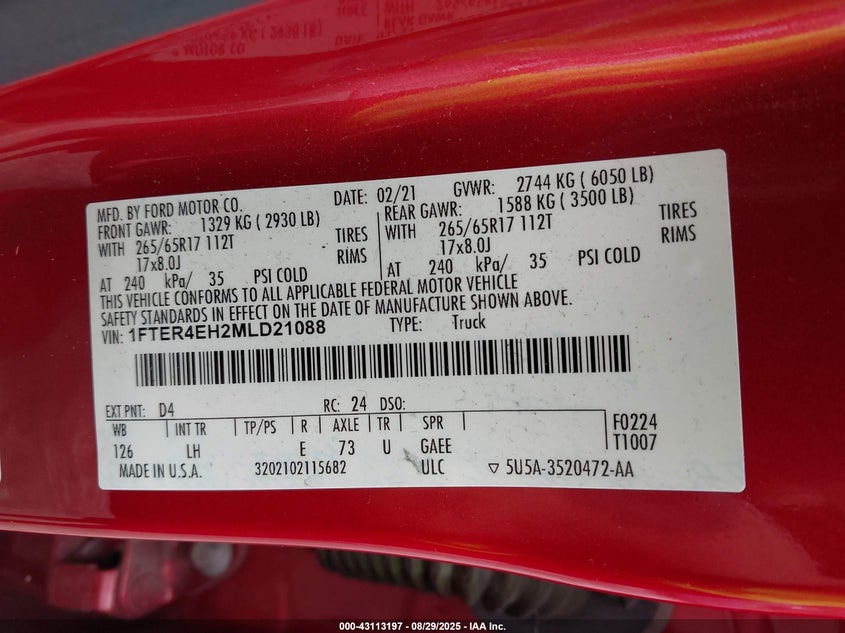 MFD. BY FORD MOTOR CO. DATE: 02/21 GVWR: 2744 KG ( 6050 LB)
FRONT GAWR: 1329 KG ( 2930 LB) REAR GAWR: 1588 KG ( 3500 LB)
WITH 265/65R17 112T TIRES WITH 265/65R17 112T TIRES
17x8.0J RIMS 17x8.0J RIMS
AT 240 kPa/ 35 PSI COLD AT 240 kPa/ 35 PSI COLD
THIS VEHICLE CONFORMS TO ALL APPLICABLE FEDERAL MOTOR VEHICLE
SAFETY STANDARDS IN EFFECT ON THE DATE OF MANUFACTURE SHOWN ABOVE.
VIN: 1FTER4EH2MLD21088 TYPE: Truck
EXT PNT: D4 RC: 24 DSO:
WB INT TR TP/PS R AXLE TR SPR F0224
126 LH E 73 U GAEE T1007
MADE IN U.S.A. 3202102115682 ULC ▽ 5U5A-3520472-AA
000-43113197 - 08/29/2025 - IAA Inc.